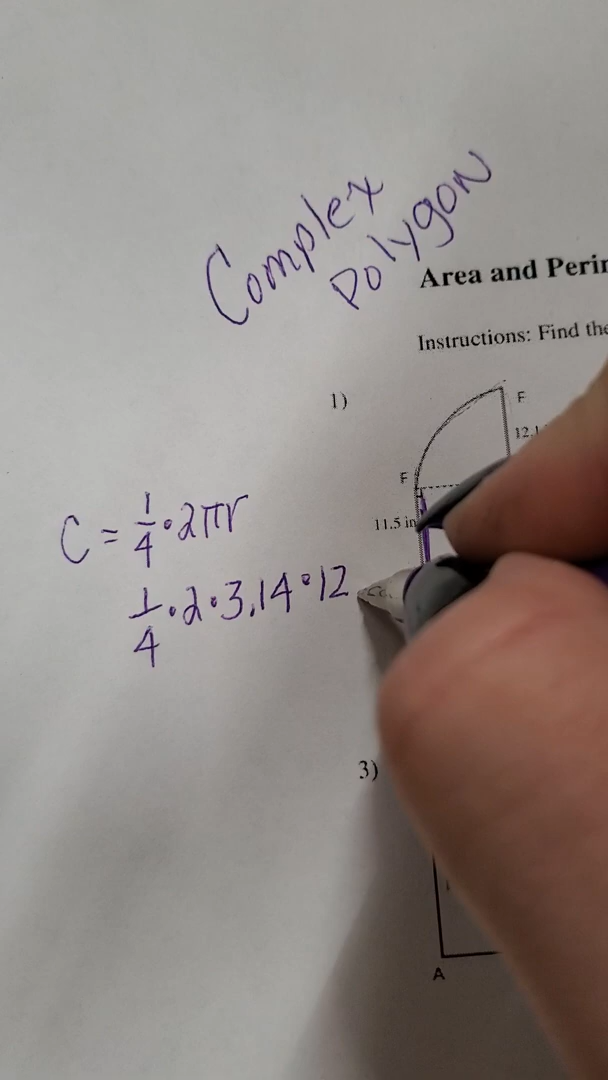 Complex
Polygon
Area and
Instructions: Find the
1)
F
12.1
F
11.5 in
C = 1/4 · 2πr
1/4 · 2 · 3.14 · 12
3)
A